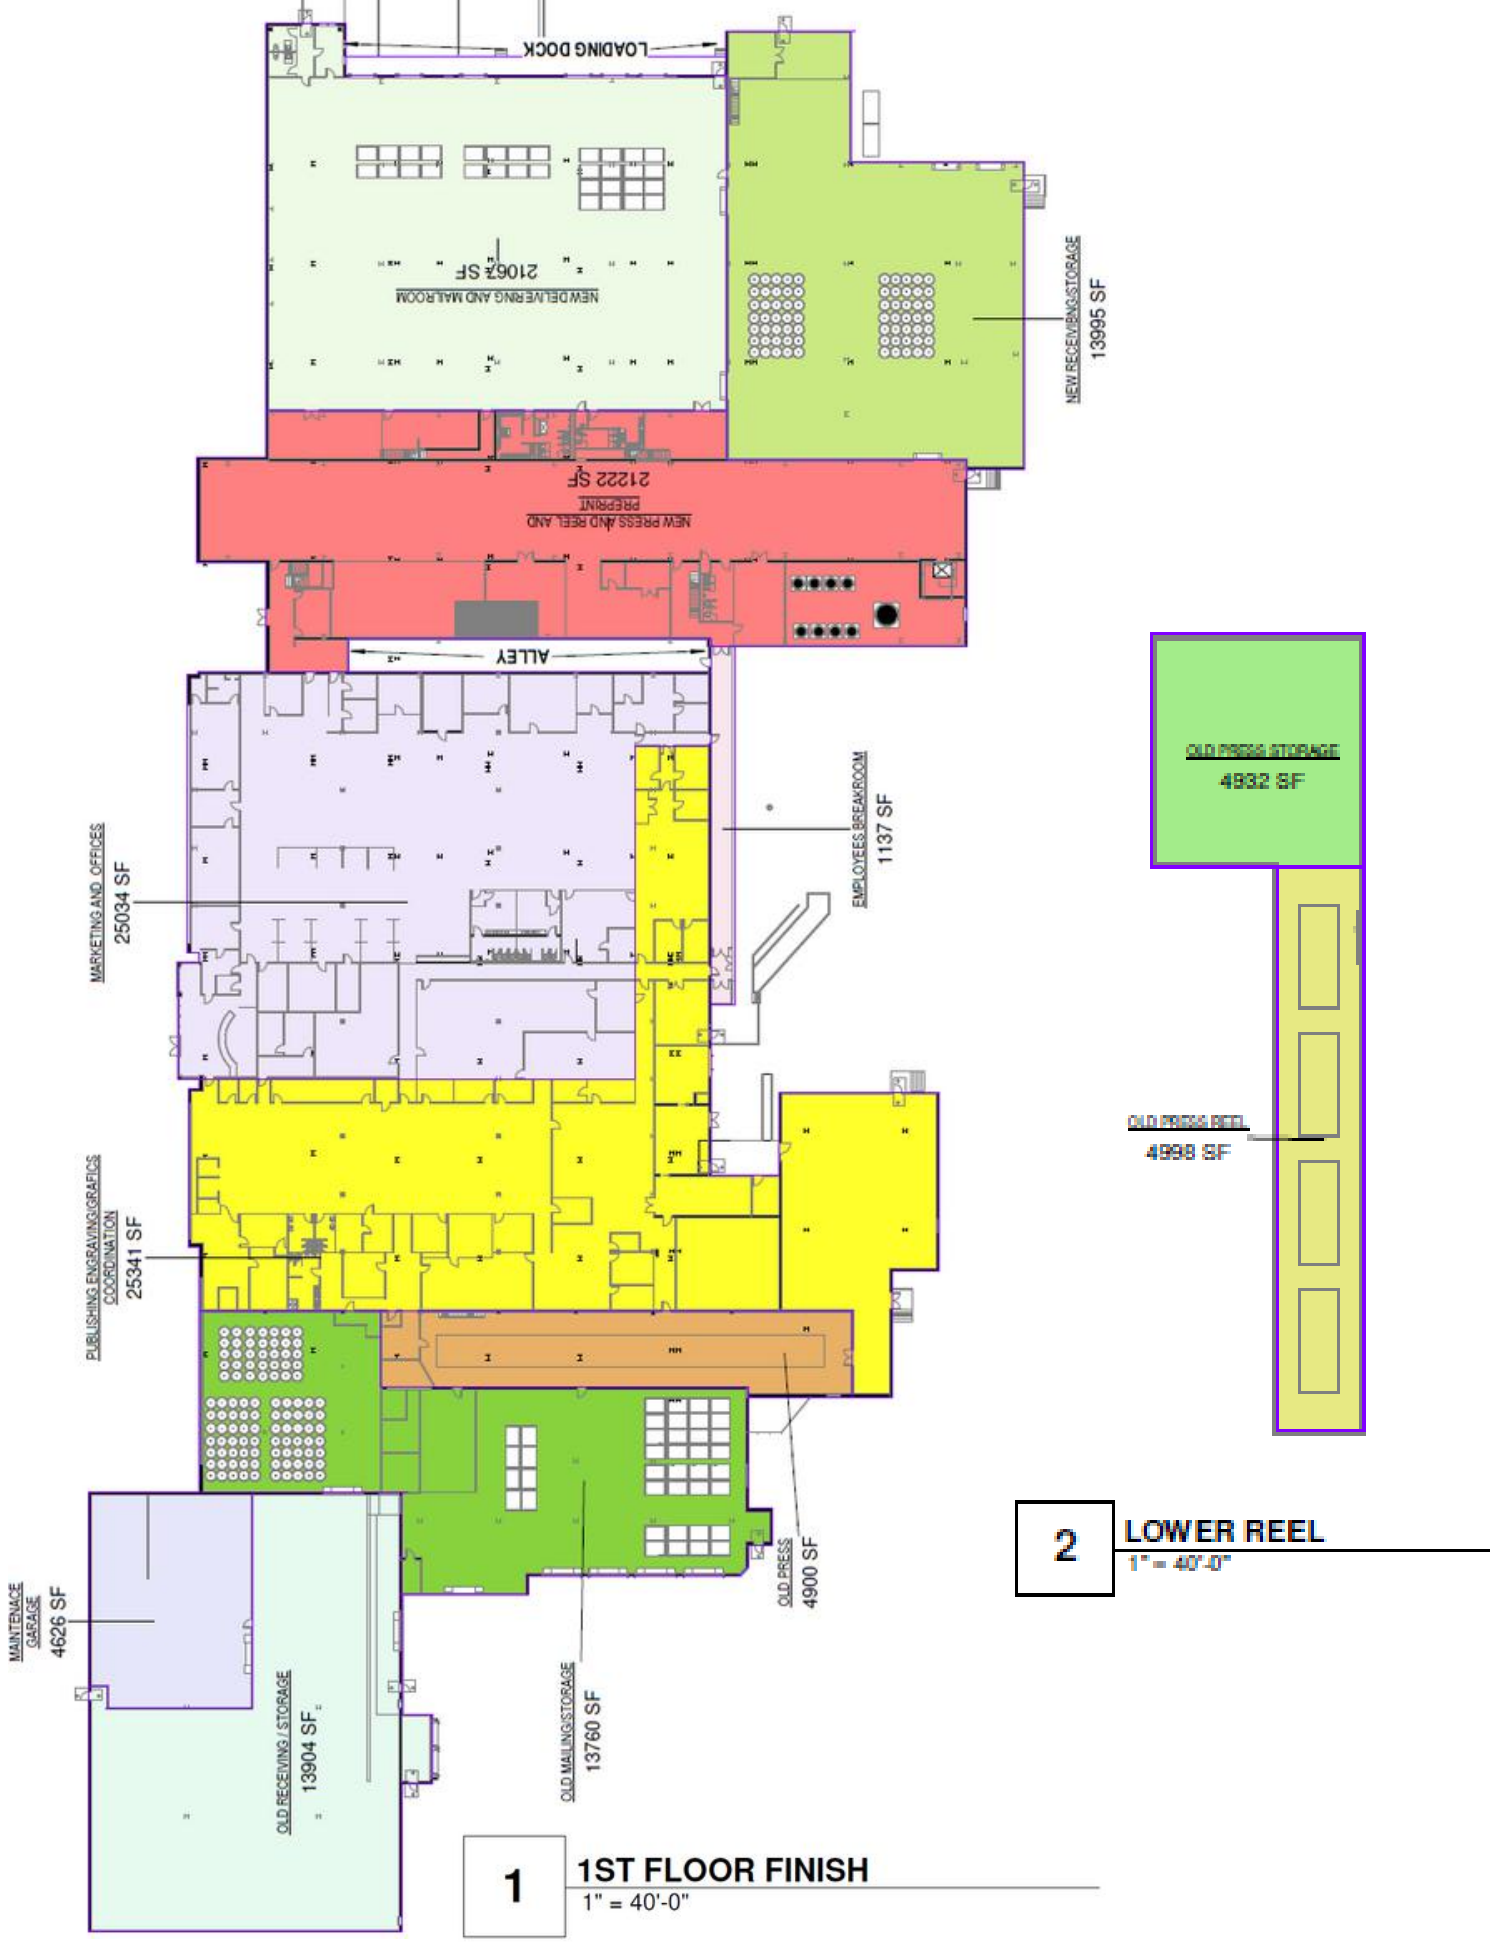 LOADING DOCK
NEW DELIVERING AND MAILROOM
21067 SF
NEW RECEIVIBNG/STORAGE
13995 SF
NEW PRESS AND REEL AND
PREPRINT
21222 SF
ALLEY
OLD PRESS STORAGE
4932 SF
MARKETING AND OFFICES
25034 SF
EMPLOYEES BREAKROOM
1137 SF
OLD PRESS REEL
4998 SF
PUBLISHING ENGRAVING/GRAFICS
COORDINATION
25341 SF
MAINTENACE
GARAGE
4626 SF
OLD RECEIVING / STORAGE
13904 SF
OLD MAILING/STORAGE
13760 SF
OLD PRESS
4900 SF
2
LOWER REEL
1" = 40'-0"
1
1ST FLOOR FINISH
1" = 40'-0"